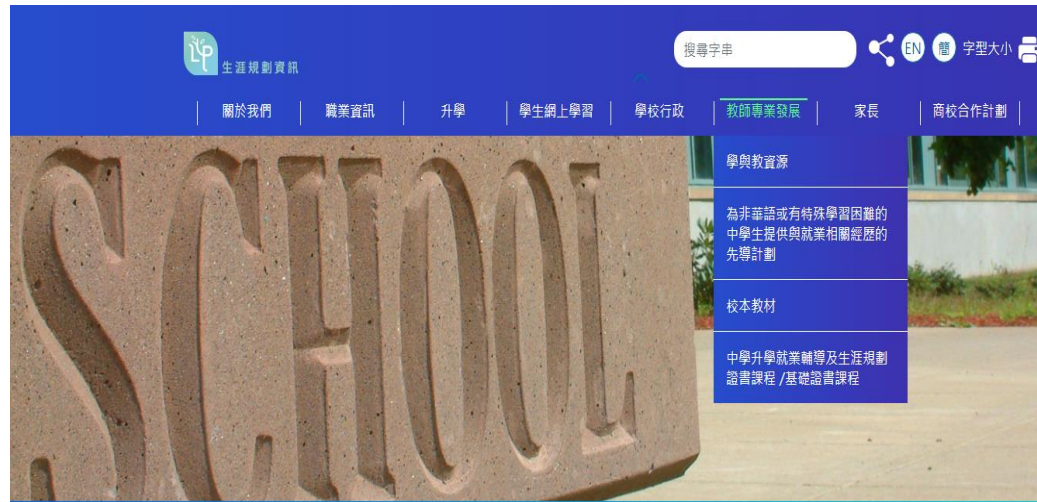 搜尋字串
EN
簡
字型大小
生涯規劃資訊
關於我們
職業資訊
升學
學生網上學習
學校行政
教師專業發展
家長
商校合作計劃
學與教資源
為非華語或有特殊學習困難的
中學生提供與就業相關經歷的
先導計劃
校本教材
中學升學就業輔導及生涯規劃
證書課程 /基礎證書課程
SCHOOL